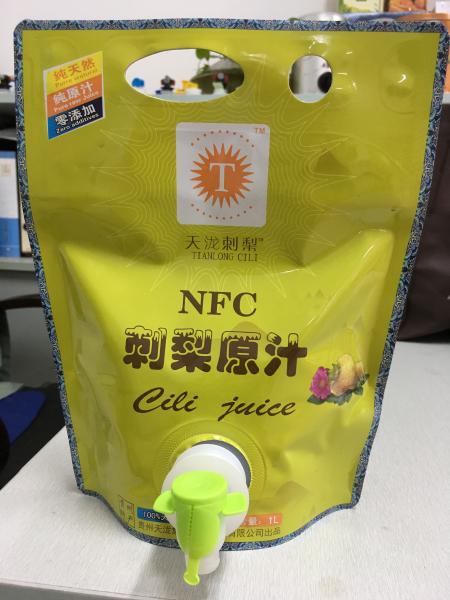 纯天然
Pure natural
纯原汁
Pure raw juice
零添加
Zero additives
T
TM
天泷刺梨™
TIANLONG CILI
NFC
刺梨原汁
Cili juice
100%
量: 1L
贵州天泷
有限公司出品